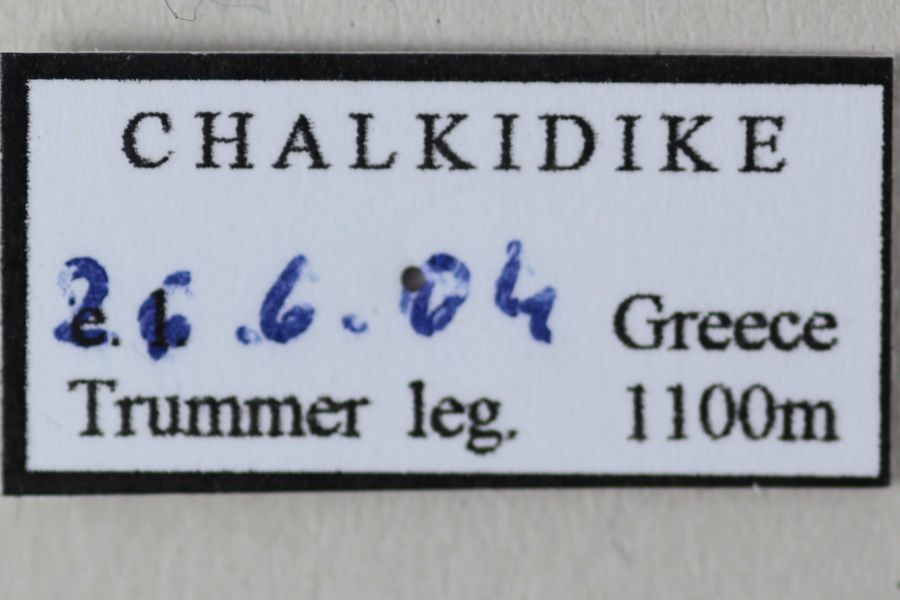 CHALKIDIKE
e. l. 26.6.04 Greece
Trummer leg. 1100m